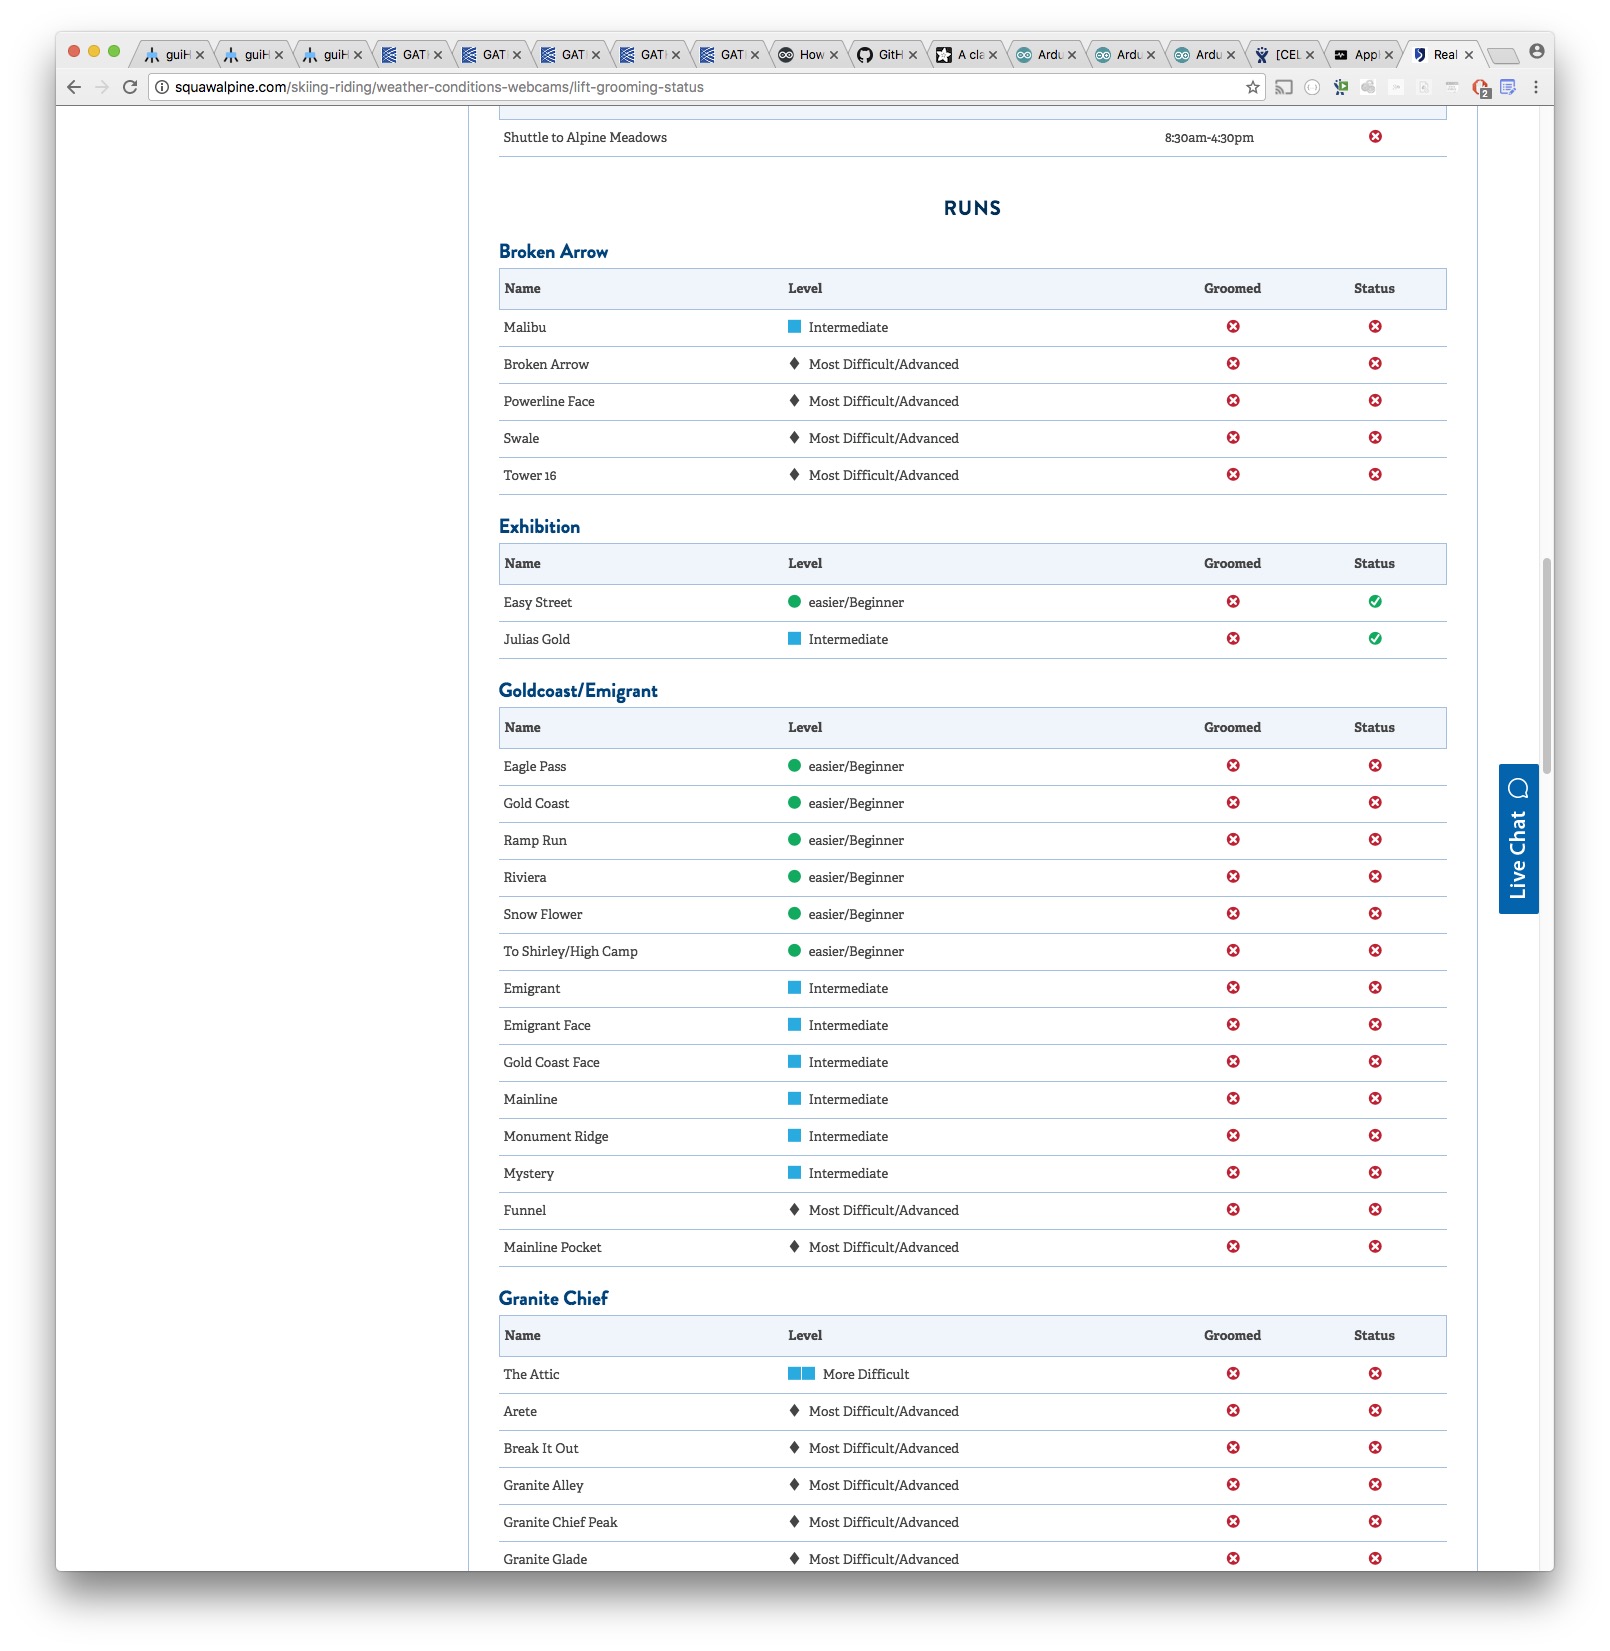 guiH guiH guiH GATH GATH GATH GATH GATH How GitH A cla Ardu Ardu Ardu [CEL Appl Real
squawalpine.com/skiing-riding/weather-conditions-webcams/lift-grooming-status
2
Shuttle to Alpine Meadows 8:30am-4:30pm
RUNS
Broken Arrow
Name Level Groomed Status
Malibu Intermediate
Broken Arrow Most Difficult/Advanced
Powerline Face Most Difficult/Advanced
Swale Most Difficult/Advanced
Tower 16 Most Difficult/Advanced
Exhibition
Name Level Groomed Status
Easy Street easier/Beginner
Julias Gold Intermediate
Goldcoast/Emigrant
Name Level Groomed Status
Eagle Pass easier/Beginner
Gold Coast easier/Beginner
Ramp Run easier/Beginner
Riviera easier/Beginner
Snow Flower easier/Beginner
To Shirley/High Camp easier/Beginner
Emigrant Intermediate
Emigrant Face Intermediate
Gold Coast Face Intermediate
Mainline Intermediate
Monument Ridge Intermediate
Mystery Intermediate
Funnel Most Difficult/Advanced
Mainline Pocket Most Difficult/Advanced
Granite Chief
Name Level Groomed Status
The Attic More Difficult
Arete Most Difficult/Advanced
Break It Out Most Difficult/Advanced
Granite Alley Most Difficult/Advanced
Granite Chief Peak Most Difficult/Advanced
Granite Glade Most Difficult/Advanced
Live Chat